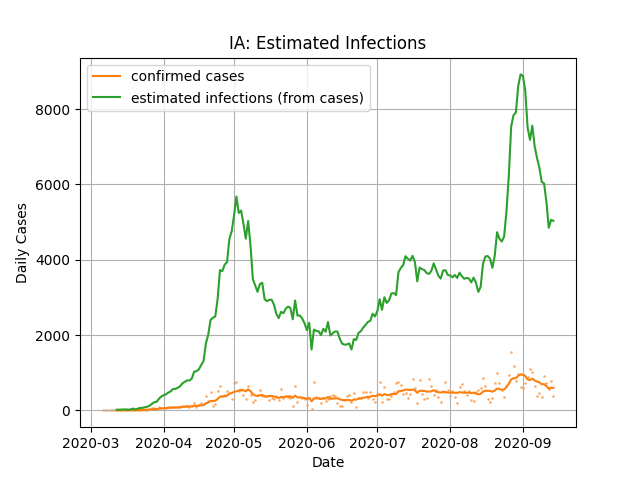 IA: Estimated Infections
confirmed cases
estimated infections (from cases)
8000
6000
4000
2000
0
Daily Cases
2020-03 2020-04 2020-05 2020-06 2020-07 2020-08 2020-09
Date